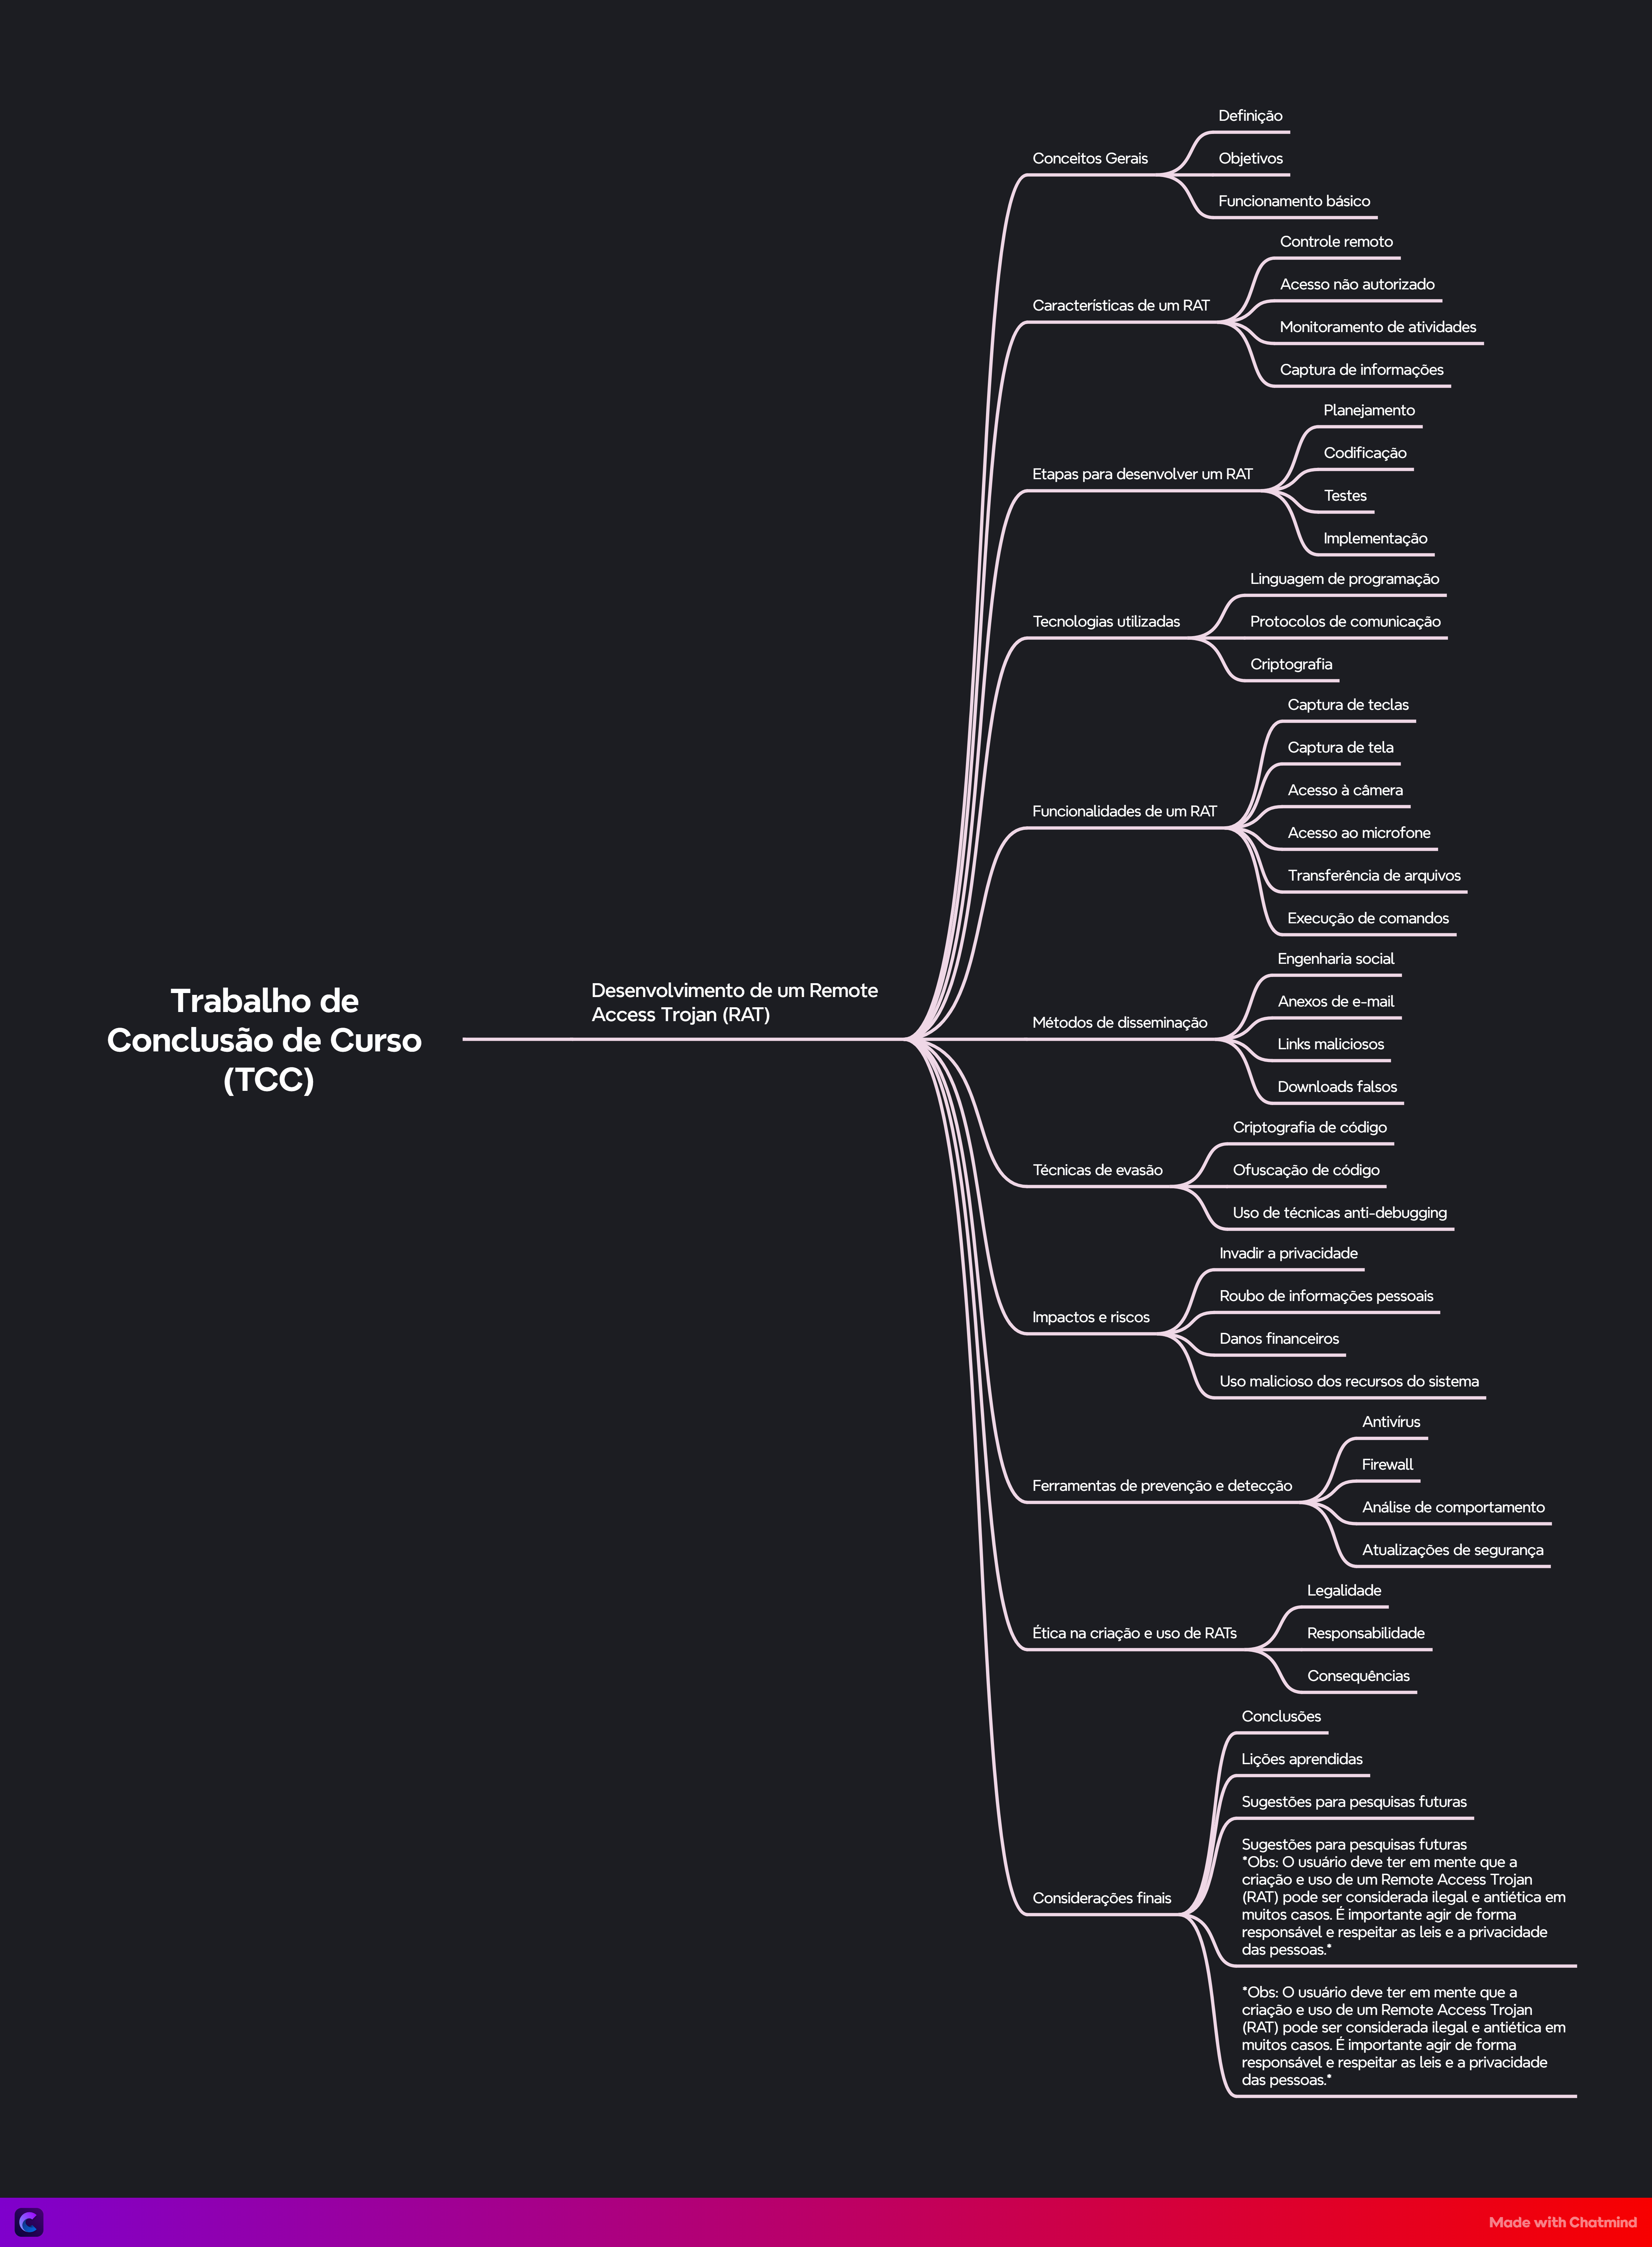 Trabalho de
Conclusão de Curso
(TCC)
Desenvolvimento de um Remote
Access Trojan (RAT)
Conceitos Gerais
Definição
Objetivos
Funcionamento básico
Características de um RAT
Controle remoto
Acesso não autorizado
Monitoramento de atividades
Captura de informações
Etapas para desenvolver um RAT
Planejamento
Codificação
Testes
Implementação
Tecnologias utilizadas
Linguagem de programação
Protocolos de comunicação
Criptografia
Funcionalidades de um RAT
Captura de teclas
Captura de tela
Acesso à câmera
Acesso ao microfone
Transferência de arquivos
Execução de comandos
Métodos de disseminação
Engenharia social
Anexos de e-mail
Links maliciosos
Downloads falsos
Técnicas de evasão
Criptografia de código
Ofuscação de código
Uso de técnicas anti-debugging
Impactos e riscos
Invadir a privacidade
Roubo de informações pessoais
Danos financeiros
Uso malicioso dos recursos do sistema
Ferramentas de prevenção e detecção
Antivírus
Firewall
Análise de comportamento
Atualizações de segurança
Ética na criação e uso de RATs
Legalidade
Responsabilidade
Consequências
Considerações finais
Conclusões
Lições aprendidas
Sugestões para pesquisas futuras
Sugestões para pesquisas futuras
*Obs: O usuário deve ter em mente que a
criação e uso de um Remote Access Trojan
(RAT) pode ser considerada ilegal e antiética em
muitos casos. É importante agir de forma
responsável e respeitar as leis e a privacidade
das pessoas.*
*Obs: O usuário deve ter em mente que a
criação e uso de um Remote Access Trojan
(RAT) pode ser considerada ilegal e antiética em
muitos casos. É importante agir de forma
responsável e respeitar as leis e a privacidade
das pessoas.*
Made with Chatmind